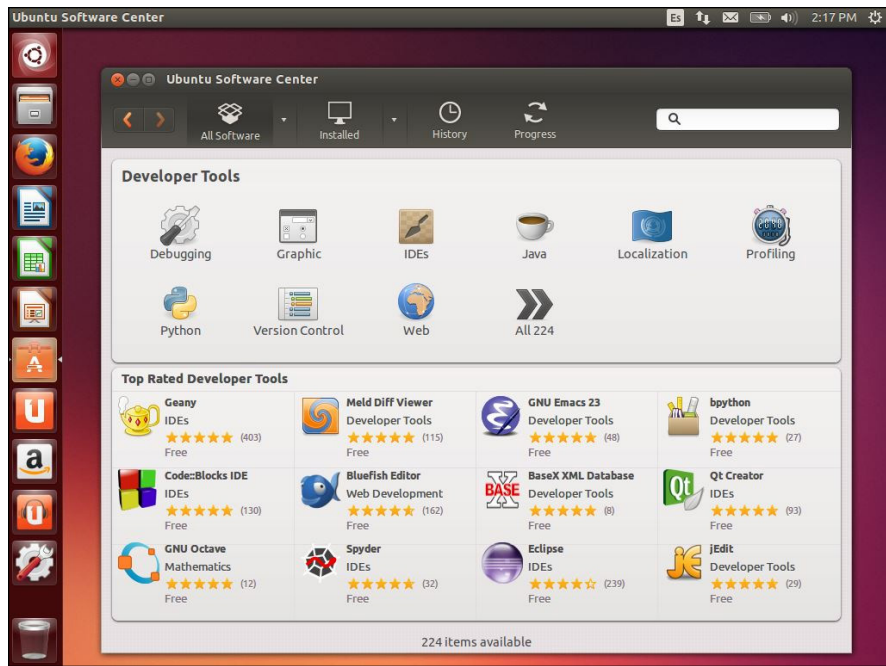 Ubuntu Software Center
Es
2:17 PM
Ubuntu Software Center
All Software
Installed
History
Progress
Developer Tools
Debugging
Graphic
IDEs
Java
Localization
Profiling
Python
Version Control
Web
All 224
Top Rated Developer Tools
Geany
IDEs
(403)
Free
Meld Diff Viewer
Developer Tools
(115)
Free
GNU Emacs 23
Developer Tools
(48)
Free
bpython
Developer Tools
(27)
Free
Code::Blocks IDE
IDEs
(130)
Free
Bluefish Editor
Web Development
(162)
Free
BASE
BaseX XML Database
Developer Tools
(8)
Free
Qt
Qt Creator
IDEs
(93)
Free
GNU Octave
Mathematics
(12)
Free
Spyder
IDEs
(32)
Free
Eclipse
IDEs
(239)
Free
jE
jEdit
Developer Tools
(29)
Free
224 items available